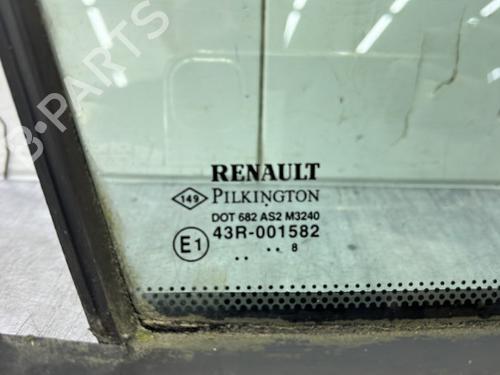 B-PARTS
RENAULT
149 PILKINGTON
DOT 682 AS2 M3240
E1 43R-001582
.. .. 8